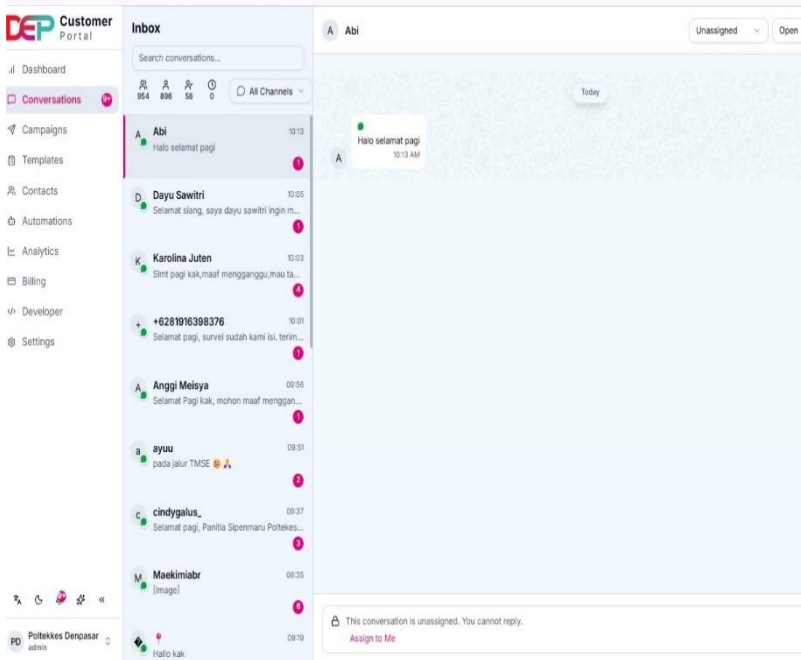 DEP Customer
Portal
Dashboard
Conversations 9+
Campaigns
Templates
Contacts
Automations
Analytics
Billing
Developer
Settings
PD Poltekkes Denpasar
admin
Inbox
Search conversations...
954 896 58 0 All Channels
A Abi 10:13
Halo selamat pagi
1
D Dayu Sawitri 10:05
Selamat siang, saya dayu sawitri ingin m...
1
K Karolina Juten 10:03
Slmt pagi kak,maaf mengganggu,mau ta...
4
+ +6281916398376 10:01
Selamat pagi, survei sudah kami isi. terim...
1
A Anggi Meisya 09:56
Selamat Pagi kak, mohon maaf menggan...
1
a ayuu 09:51
pada jalur TMSE 😊🙏
2
c cindygalus_ 09:37
Selamat pagi, Panitia Sipenmaru Poltekes...
3
M Maekimiabr 09:35
[Image]
6
📍 09:19
Hallo kak
A Abi
Unassigned
Open
Today
Halo selamat pagi
10:13 AM
A
This conversation is unassigned. You cannot reply.
Assign to Me